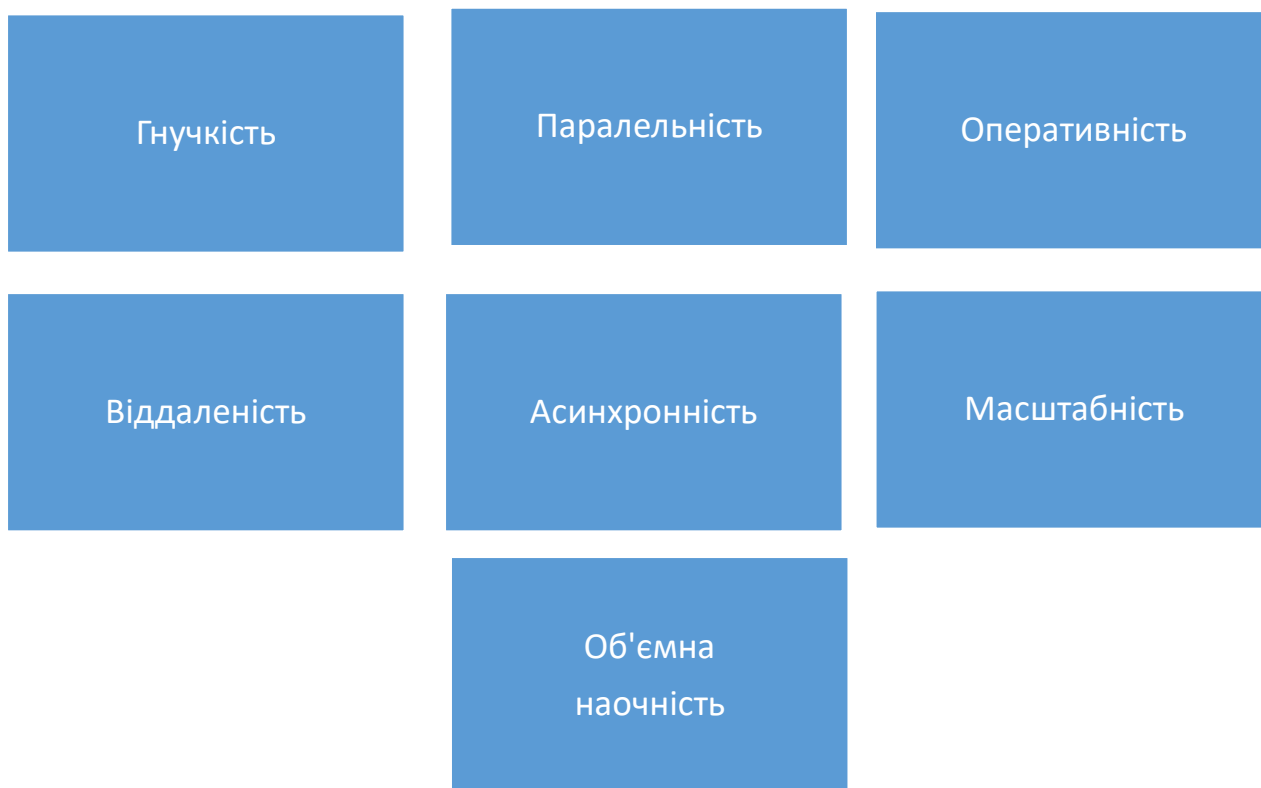 Гнучкість
Паралельність
Оперативність
Віддаленість
Асинхронність
Масштабність
Об'ємна
наочність